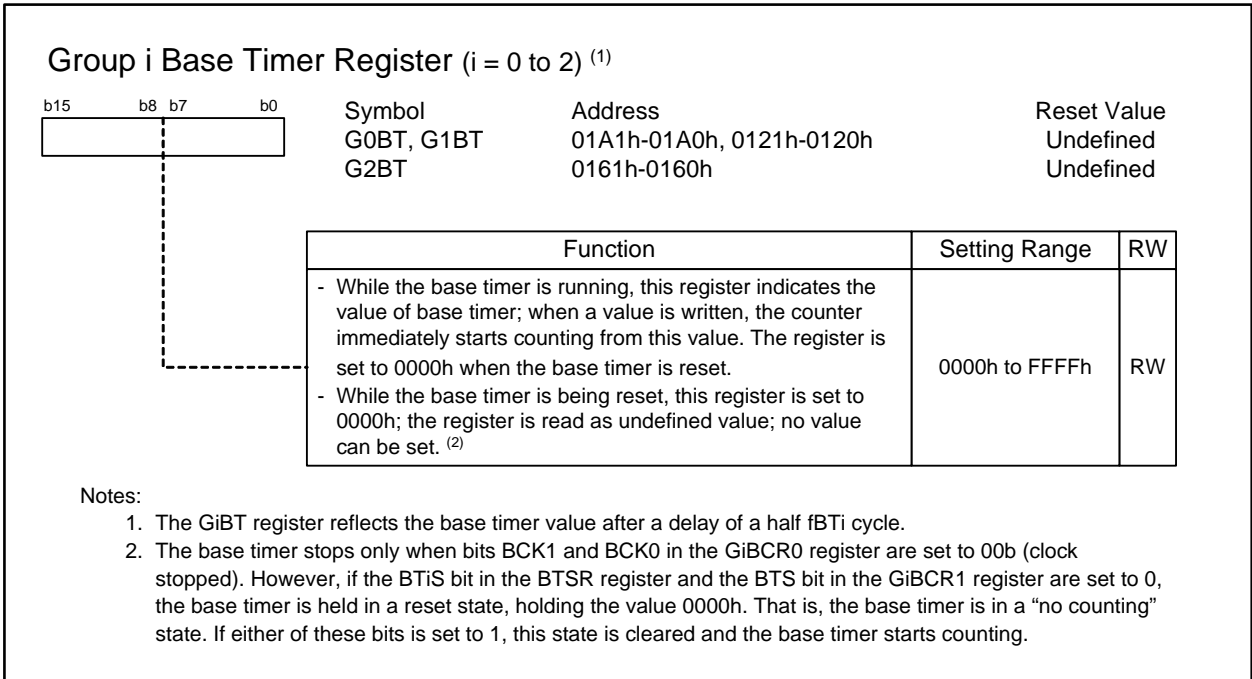 Group i Base Timer Register (i = 0 to 2) (1)
b15 b8 b7 b0
Symbol Address Reset Value
G0BT, G1BT 01A1h-01A0h, 0121h-0120h Undefined
G2BT 0161h-0160h Undefined
Function Setting Range RW
- While the base timer is running, this register indicates the
value of base timer; when a value is written, the counter
immediately starts counting from this value. The register is
set to 0000h when the base timer is reset.
- While the base timer is being reset, this register is set to
0000h; the register is read as undefined value; no value
can be set. (2)
0000h to FFFFh RW
Notes:
1. The GiBT register reflects the base timer value after a delay of a half fBTi cycle.
2. The base timer stops only when bits BCK1 and BCK0 in the GiBCR0 register are set to 00b (clock
stopped). However, if the BTiS bit in the BTSR register and the BTS bit in the GiBCR1 register are set to 0,
the base timer is held in a reset state, holding the value 0000h. That is, the base timer is in a “no counting”
state. If either of these bits is set to 1, this state is cleared and the base timer starts counting.